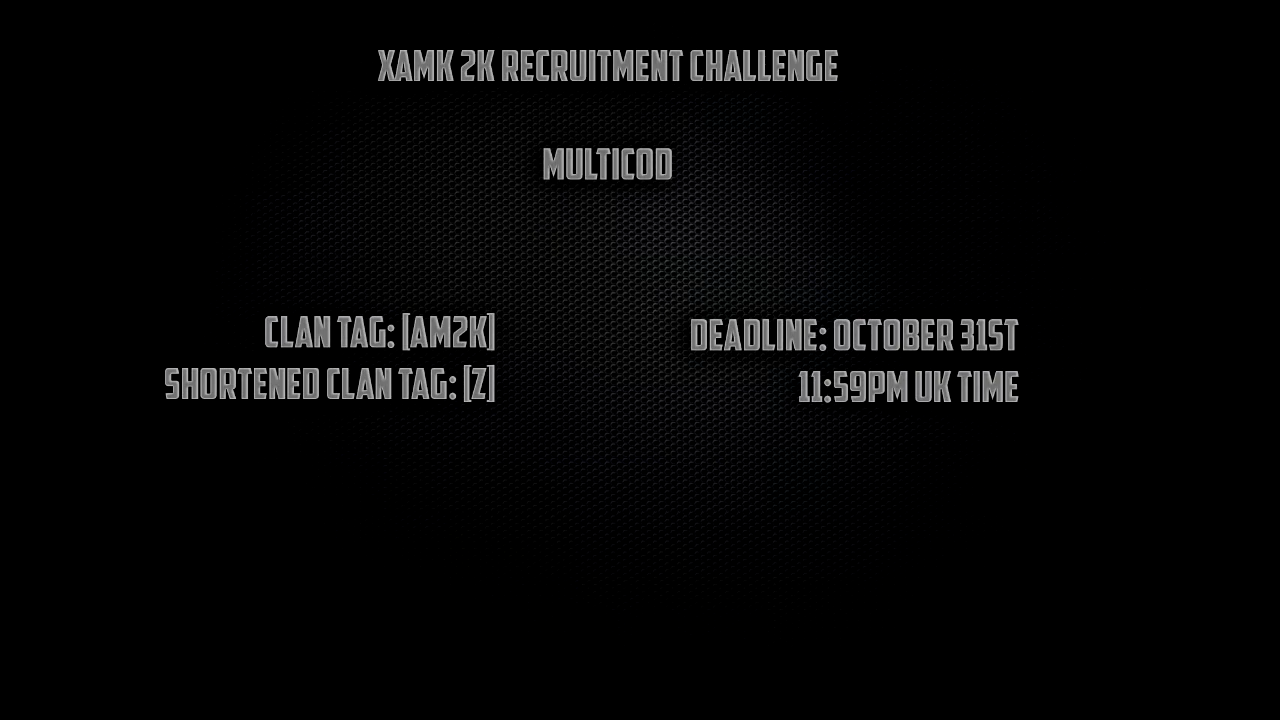 XAMK 2K RECRUITMENT CHALLENGE
MULTICOD
CLAN TAG: [AM2K]
SHORTENED CLAN TAG: [Z]
DEADLINE: OCTOBER 31ST
11:59PM UK TIME